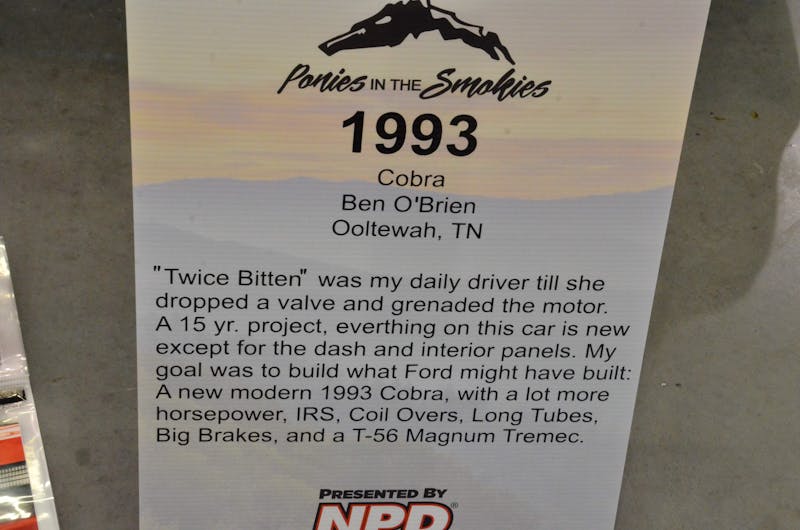 Ponies IN THE Smokies
1993
Cobra
Ben O'Brien
Ooltewah, TN
"Twice Bitten" was my daily driver till she
dropped a valve and grenaded the motor.
A 15 yr. project, everthing on this car is new
except for the dash and interior panels. My
goal was to build what Ford might have built:
A new modern 1993 Cobra, with a lot more
horsepower, IRS, Coil Overs, Long Tubes,
Big Brakes, and a T-56 Magnum Tremec.
PRESENTED BY
NPD®